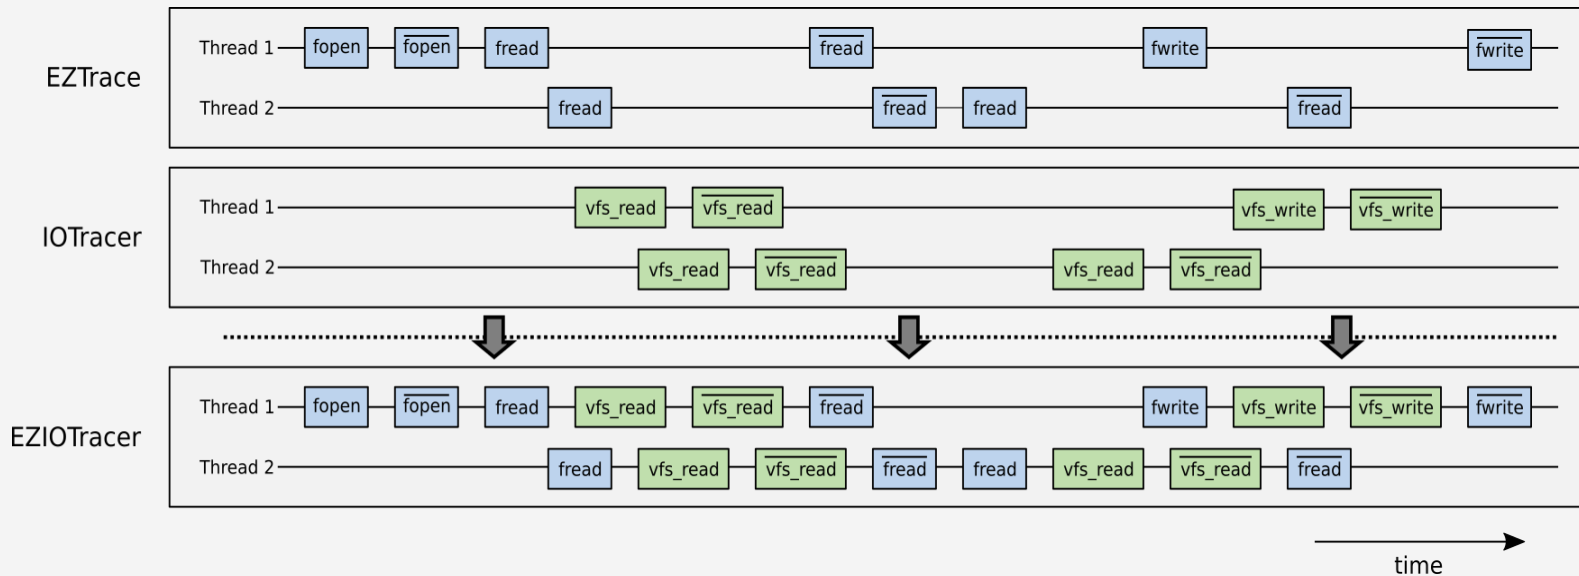 Thread 1 fopen fopen fread fread fwrite fwrite
EZTrace
Thread 2 fread fread fread fread
Thread 1 vfs_read vfs_read vfs_write vfs_write
IOTracer
Thread 2 vfs_read vfs_read vfs_read vfs_read
Thread 1 fopen fopen fread vfs_read vfs_read fread fwrite vfs_write vfs_write fwrite
EZIOTracer
Thread 2 fread vfs_read vfs_read fread fread vfs_read vfs_read fread
time